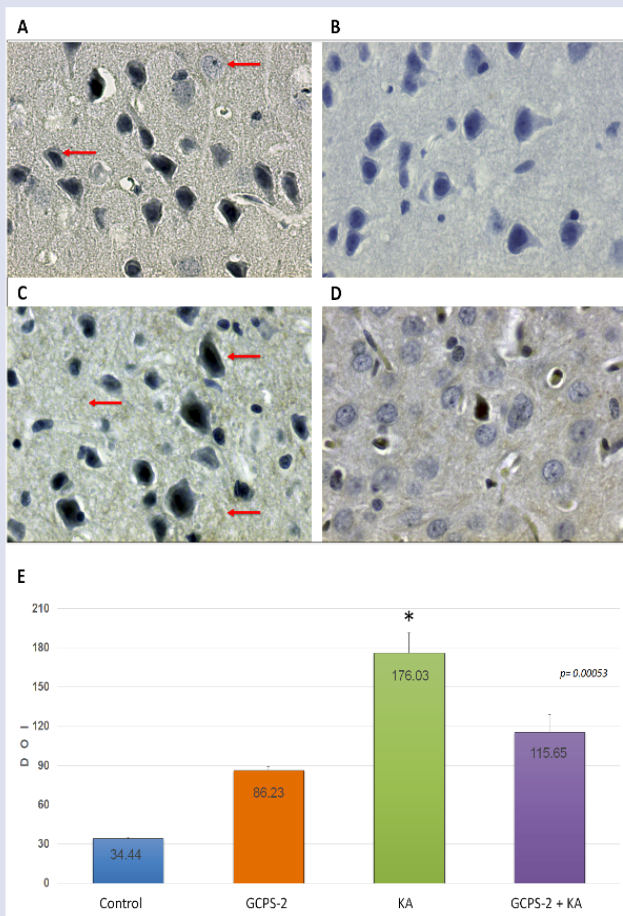 A
B
C
D
E
210
180
150
120
90
60
30
0
D O I
34.44
86.23
*
176.03
p= 0.00053
115.65
Control
GCPS-2
KA
GCPS-2 + KA